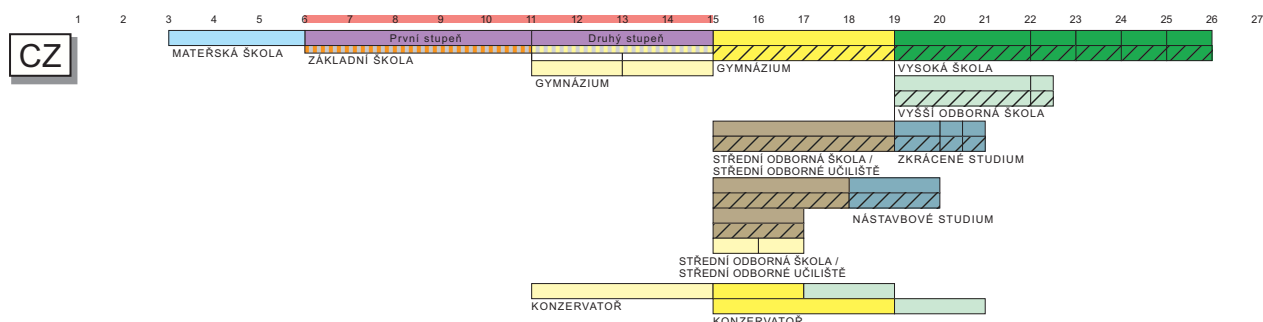 1 2 3 4 5 6 7 8 9 10 11 12 13 14 15 16 17 18 19 20 21 22 23 24 25 26 27
CZ
První stupeň Druhý stupeň
MATEŘSKÁ ŠKOLA ZÁKLADNÍ ŠKOLA GYMNÁZIUM VYSOKÁ ŠKOLA
GYMNÁZIUM
VYŠŠÍ ODBORNÁ ŠKOLA
STŘEDNÍ ODBORNÁ ŠKOLA / ZKRÁCENÉ STUDIUM
STŘEDNÍ ODBORNÉ UČILIŠTĚ
NÁSTAVBOVÉ STUDIUM
STŘEDNÍ ODBORNÁ ŠKOLA /
STŘEDNÍ ODBORNÉ UČILIŠTĚ
KONZERVATOŘ
KONZERVATOŘ